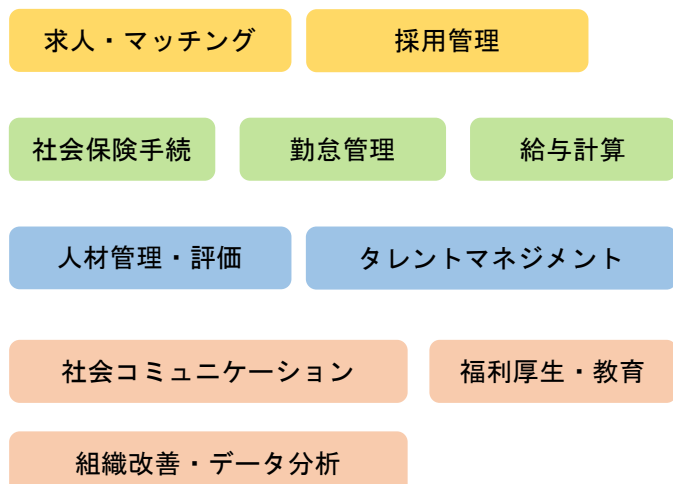 求人・マッチング
採用管理
社会保険手続
勤怠管理
給与計算
人材管理・評価
タレントマネジメント
社会コミュニケーション
福利厚生・教育
組織改善・データ分析